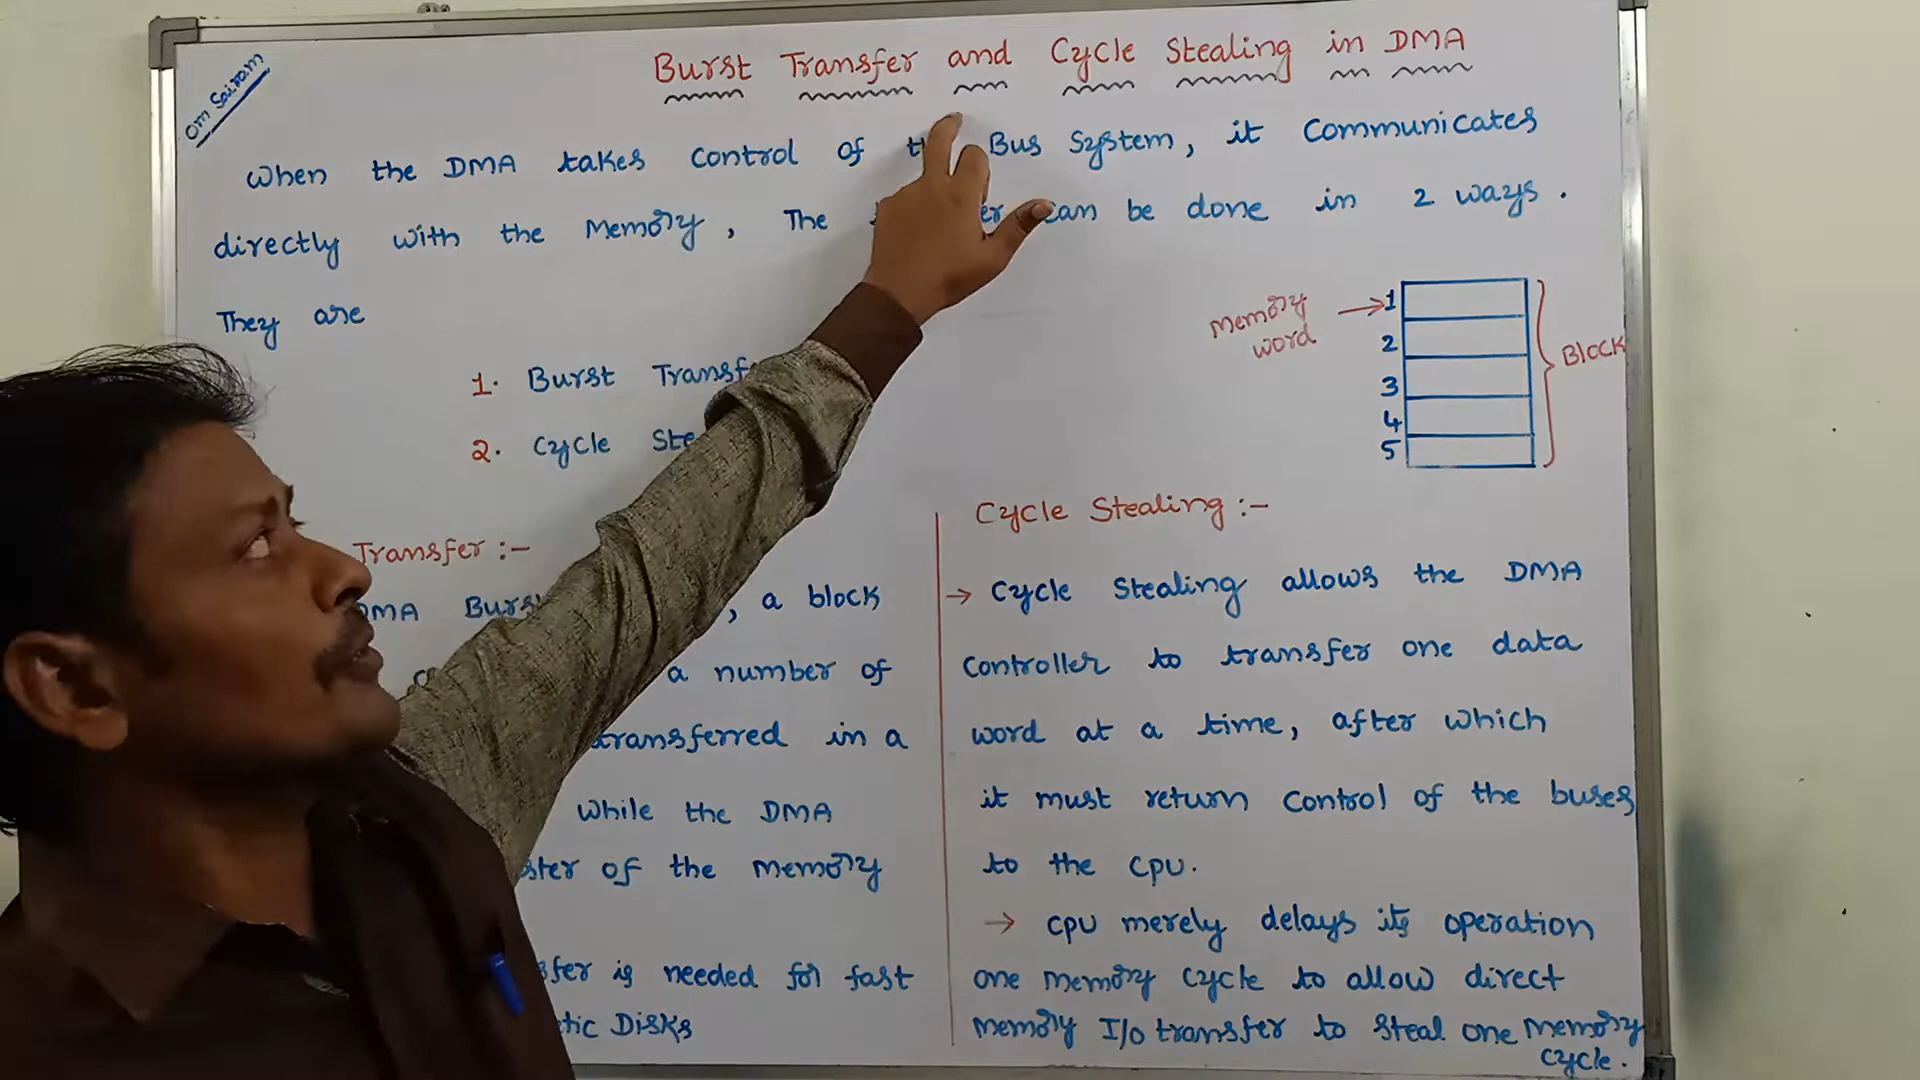 Om Sairam
Burst Transfer and Cycle Stealing in DMA
When the DMA takes control of Bus System, it communicates
directly with the Memory, The can be done in 2 ways.
They are
1. Burst
2. Cycle
Memory
word
1
2
3
4
5
Block
Transfer :-
, a block
a number of
transferred in a
while the DMA
of the memory
is needed for fast
Disks
Cycle Stealing :-
→ Cycle Stealing allows the DMA
controller to transfer one data
word at a time, after which
it must return control of the buses
to the CPU.
→ CPU merely delays its operation
one memory cycle to allow direct
memory I/O transfer to steal one memory
cycle.